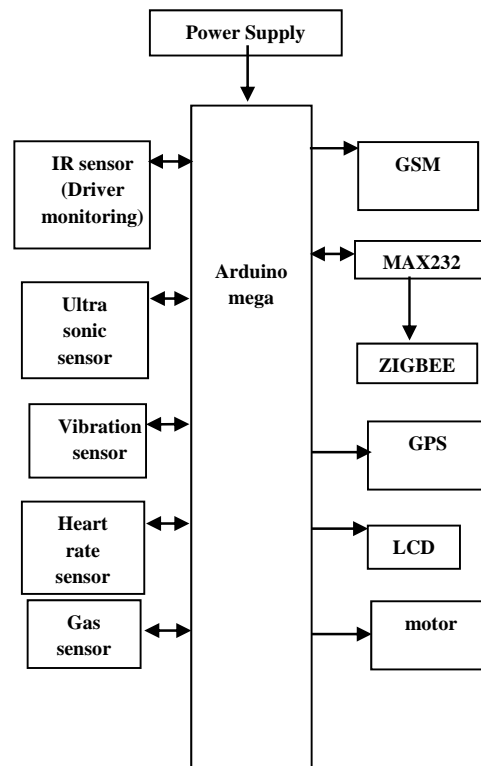 Power Supply
IR sensor
(Driver
monitoring)
GSM
Arduino
mega
MAX232
Ultra
sonic
sensor
ZIGBEE
Vibration
sensor
GPS
Heart
rate
sensor
LCD
Gas
sensor
motor